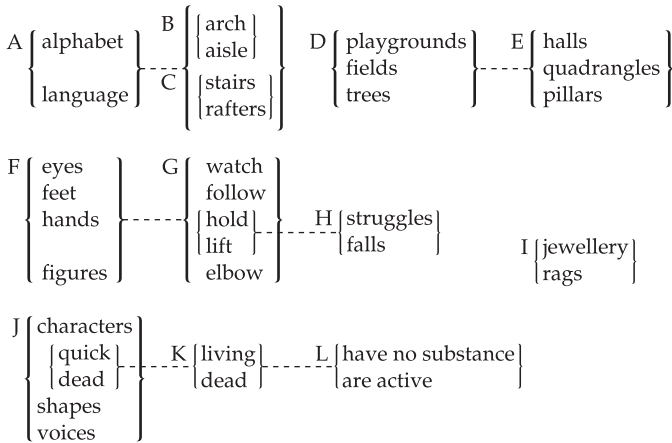 A alphabet
language
B arch
aisle
C stairs
rafters
D playgrounds
fields
trees
E halls
quadrangles
pillars
F eyes
feet
hands
figures
G watch
follow
hold
lift
elbow
H struggles
falls
I jewellery
rags
J characters
quick
dead
shapes
voices
K living
dead
L have no substance
are active